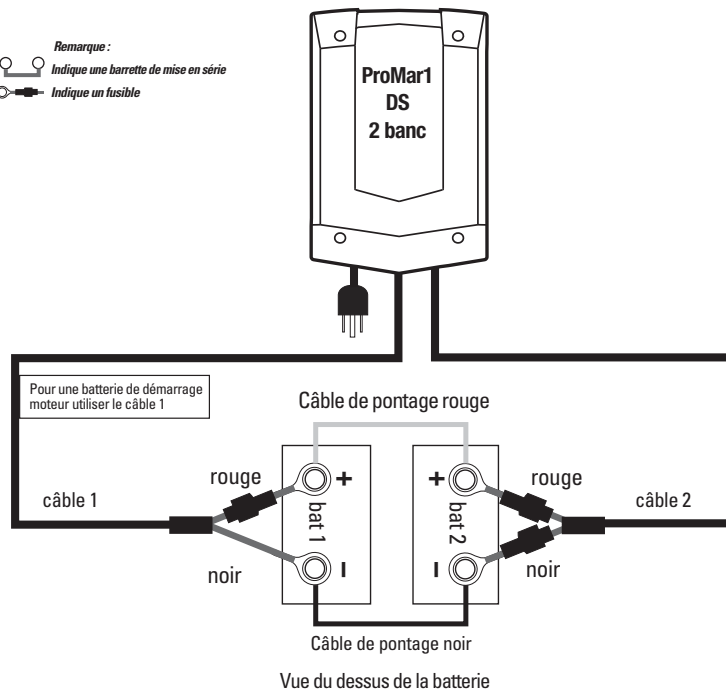 Remarque :
Indique une barrette de mise en série
Indique un fusible
ProMar1
DS
2 banc
Pour une batterie de démarrage
moteur utiliser le câble 1
Câble de pontage rouge
rouge
+
+
rouge
câble 1
bat 1
bat 2
câble 2
noir
–
–
noir
Câble de pontage noir
Vue du dessus de la batterie